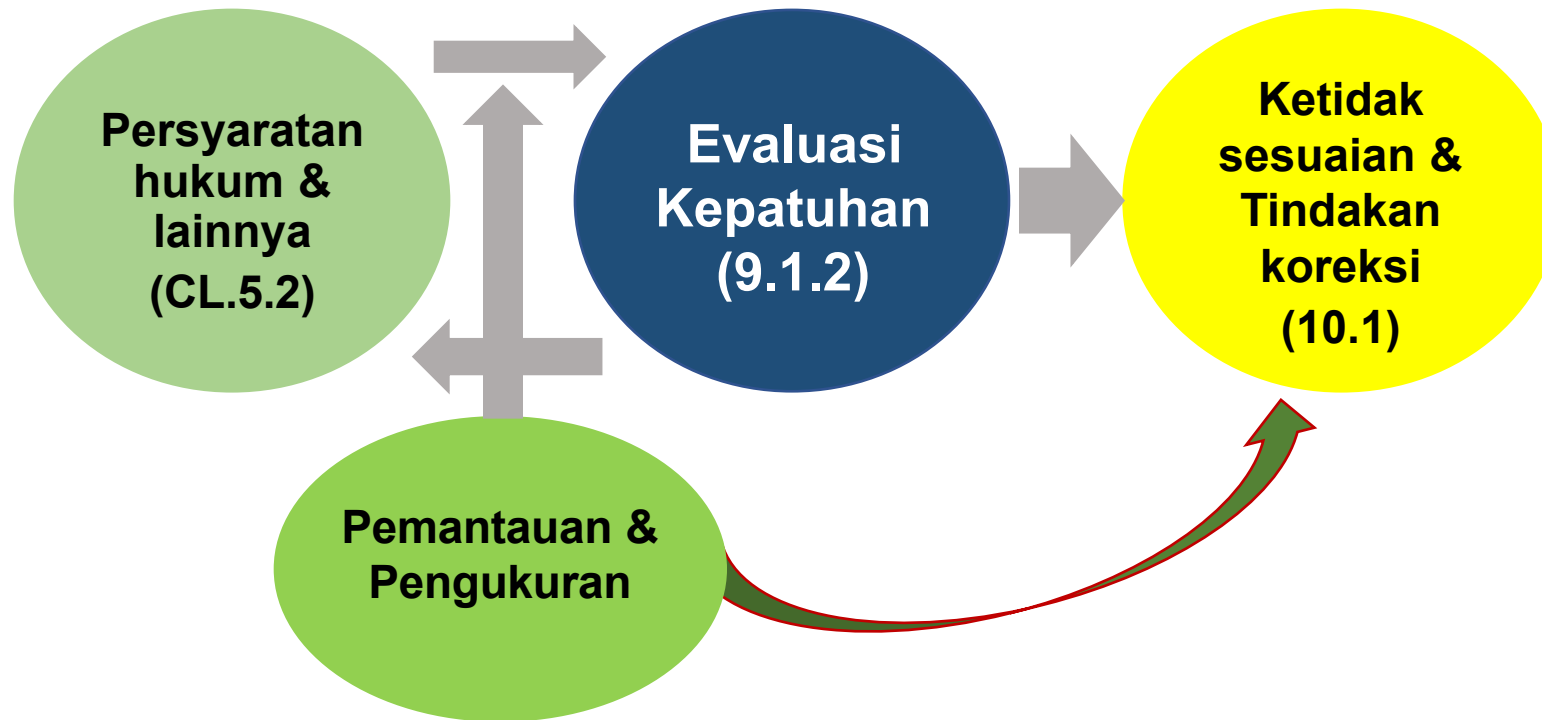 Persyaratan
hukum &
lainnya
(CL.5.2)
Evaluasi
Kepatuhan
(9.1.2)
Ketidak
sesuaian &
Tindakan
koreksi
(10.1)
Pemantauan &
Pengukuran